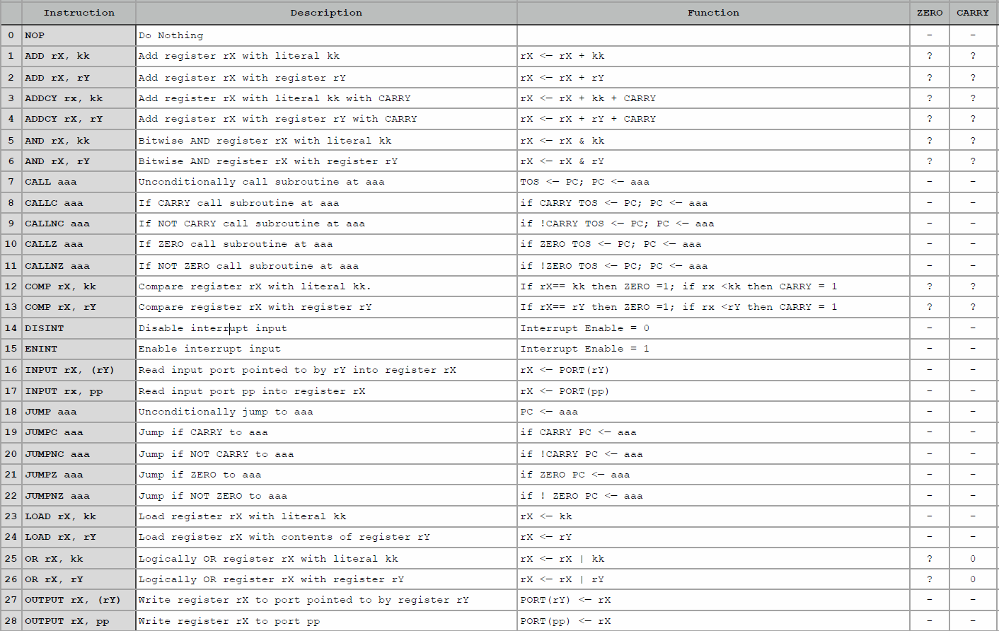 Instruction Description Function ZERO CARRY
0 NOP Do Nothing - -
1 ADD rX, kk Add register rX with literal kk rX <- rX + kk ? ?
2 ADD rX, rY Add register rX with register rY rX <- rX + rY ? ?
3 ADDCY rx, kk Add register rX with literal kk with CARRY rX <- rX + kk + CARRY ? ?
4 ADDCY rX, rY Add register rX with register rY with CARRY rX <- rX + rY + CARRY ? ?
5 AND rX, kk Bitwise AND register rX with literal kk rX <- rX & kk ? ?
6 AND rX, rY Bitwise AND register rX with register rY rX <- rX & rY ? ?
7 CALL aaa Unconditionally call subroutine at aaa TOS <- PC; PC <- aaa - -
8 CALLC aaa If CARRY call subroutine at aaa if CARRY TOS <- PC; PC <- aaa - -
9 CALLNC aaa If NOT CARRY call subroutine at aaa if !CARRY TOS <- PC; PC <- aaa - -
10 CALLZ aaa If ZERO call subroutine at aaa if ZERO TOS <- PC; PC <- aaa - -
11 CALLNZ aaa If NOT ZERO call subroutine at aaa if !ZERO TOS <- PC; PC <- aaa - -
12 COMP rX, kk Compare register rX with literal kk. If rX== kk then ZERO =1; if rx <kk then CARRY = 1 ? ?
13 COMP rX, rY Compare register rX with register rY If rX== rY then ZERO =1; if rx <rY then CARRY = 1 ? ?
14 DISINT Disable interrupt input Interrupt Enable = 0 - -
15 ENINT Enable interrupt input Interrupt Enable = 1 - -
16 INPUT rX, (rY) Read input port pointed to by rY into register rX rX <- PORT(rY) - -
17 INPUT rx, pp Read input port pp into register rX rX <- PORT(pp) - -
18 JUMP aaa Unconditionally jump to aaa PC <- aaa - -
19 JUMPC aaa Jump if CARRY to aaa if CARRY PC <- aaa - -
20 JUMPNC aaa Jump if NOT CARRY to aaa if !CARRY PC <- aaa - -
21 JUMPZ aaa Jump if ZERO to aaa if ZERO PC <- aaa - -
22 JUMPNZ aaa Jump if NOT ZERO to aaa if ! ZERO PC <- aaa - -
23 LOAD rX, kk Load register rX with literal kk rX <- kk - -
24 LOAD rX, rY Load register rX with contents of register rY rX <- rY - -
25 OR rX, kk Logically OR register rX with literal kk rX <- rX | kk ? 0
26 OR rX, rY Logically OR register rX with register rY rX <- rX | rY ? 0
27 OUTPUT rX, (rY) Write register rX to port pointed to by register rY PORT(rY) <- rX - -
28 OUTPUT rX, pp Write register rX to port pp PORT(pp) <- rX - -